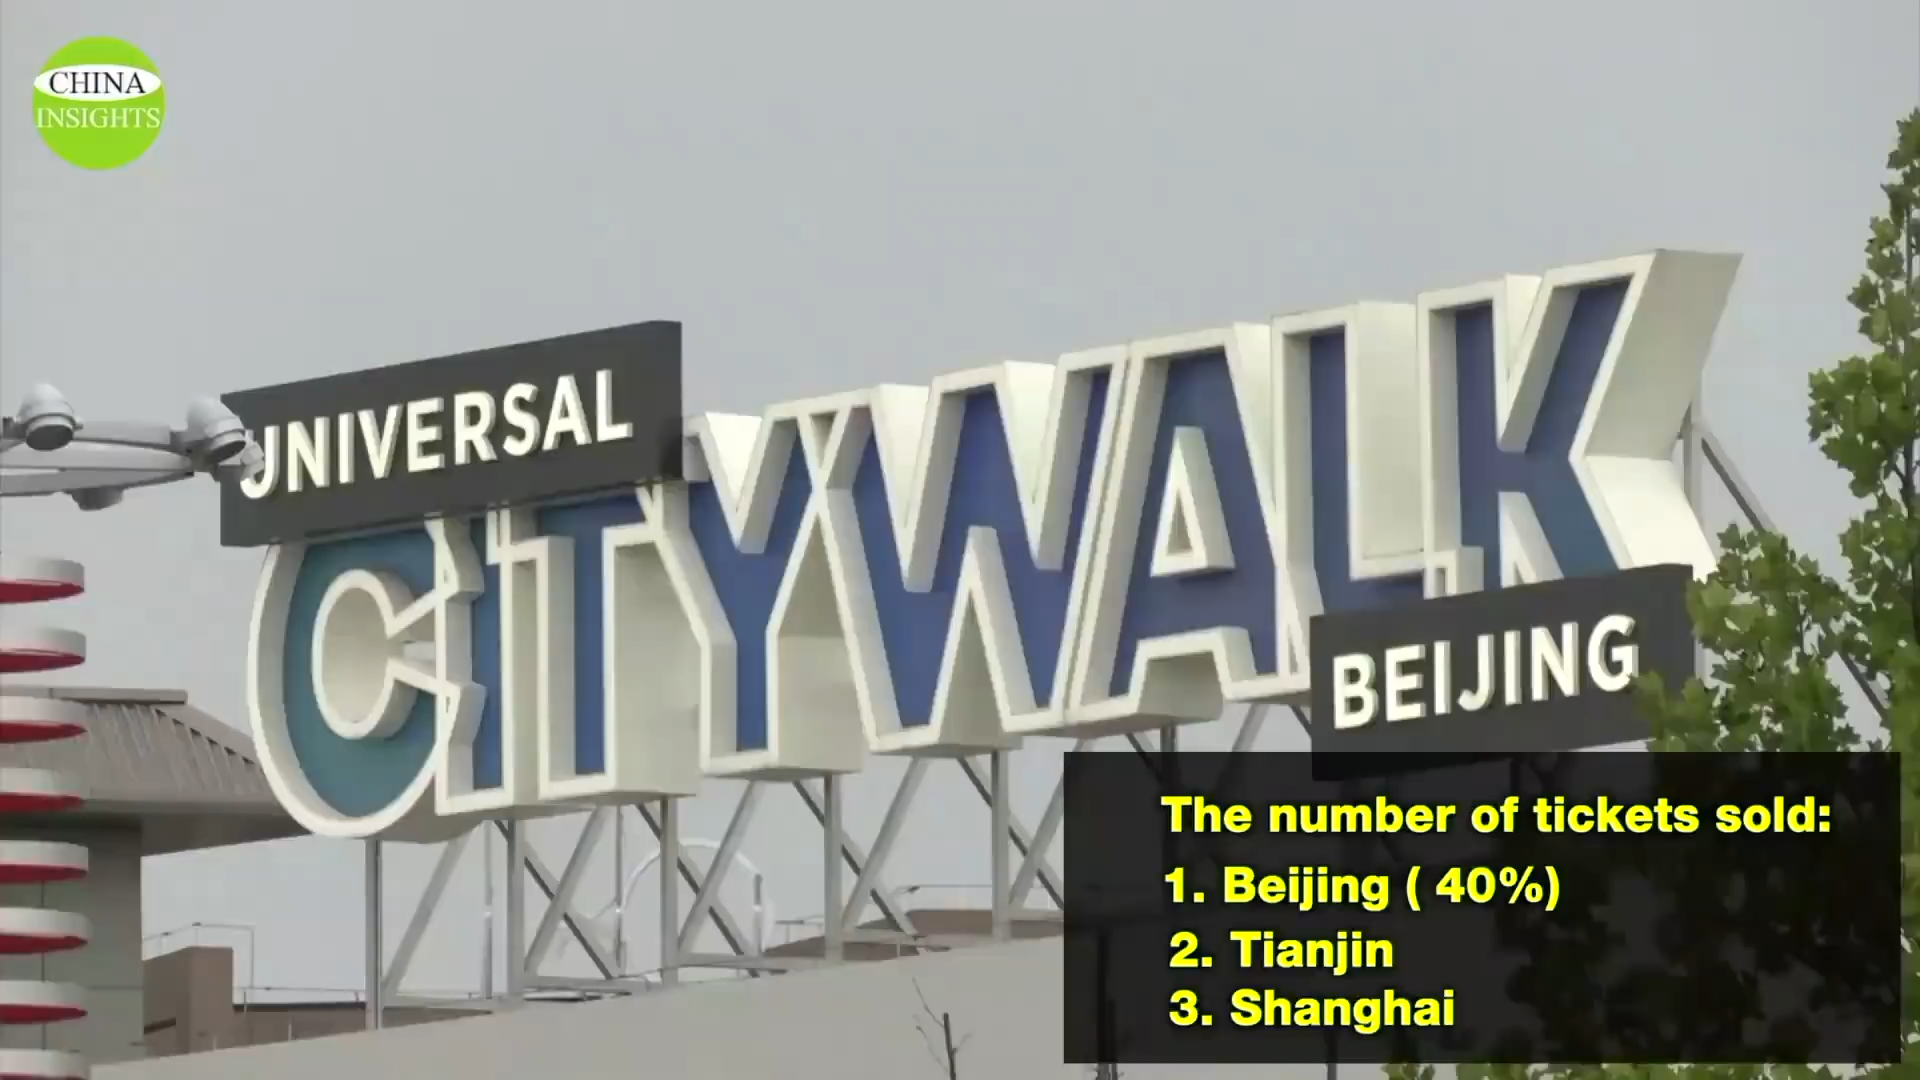 CHINA
INSIGHTS
UNIVERSAL
CITYWALK
BEIJING
The number of tickets sold:
1. Beijing ( 40%)
2. Tianjin
3. Shanghai